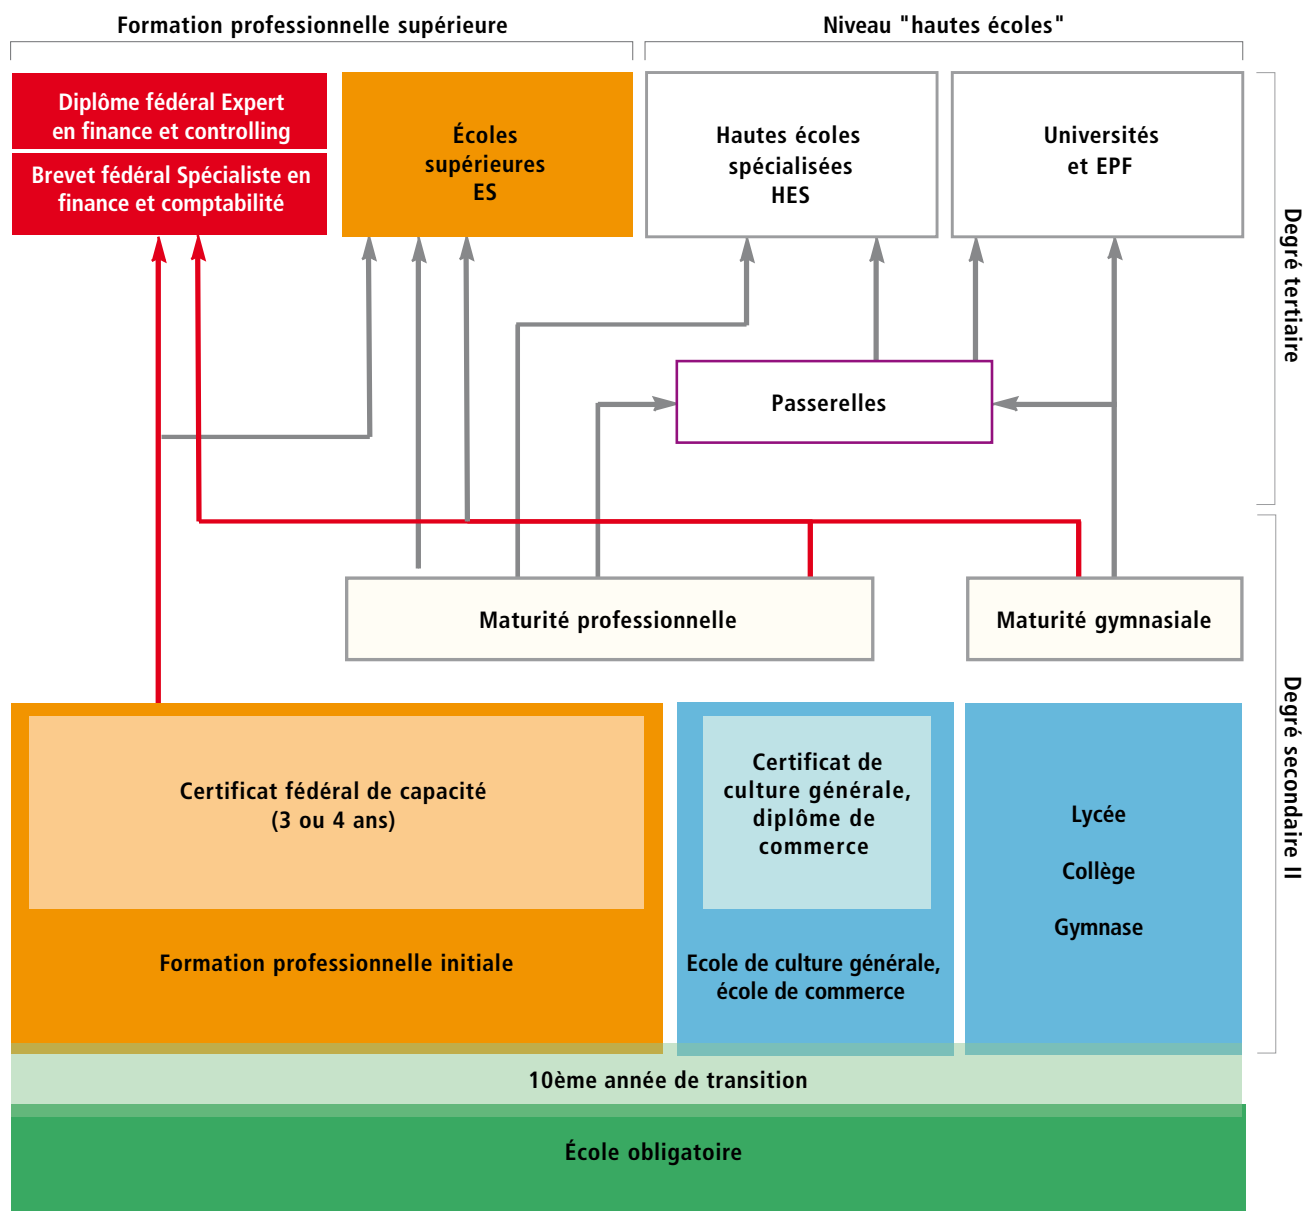 Formation professionnelle supérieure
Niveau "hautes écoles"
Diplôme fédéral Expert
en finance et controlling
Brevet fédéral Spécialiste en
finance et comptabilité
Écoles
supérieures
ES
Hautes écoles
spécialisées
HES
Universités
et EPF
Degré tertiaire
Passerelles
Maturité professionnelle
Maturité gymnasiale
Degré secondaire II
Certificat fédéral de capacité
(3 ou 4 ans)
Formation professionnelle initiale
Certificat de
culture générale,
diplôme de
commerce
Ecole de culture générale,
école de commerce
Lycée
Collège
Gymnase
10ème année de transition
École obligatoire